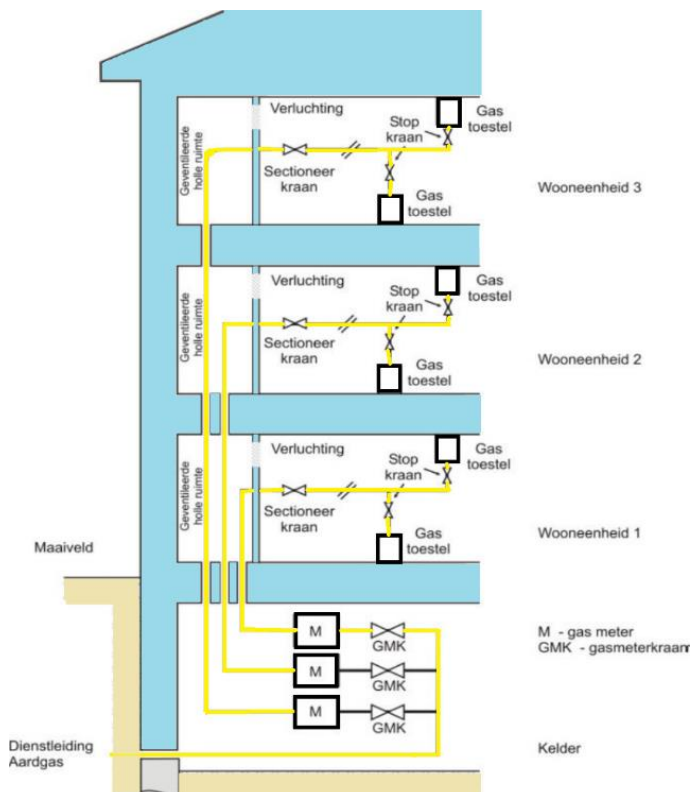 Verluchting
Gas
toestel
Stop
kraan
Geventileerde
holle ruimte
Sectioneer
kraan
Gas
toestel
Wooneenheid 3
Verluchting
Gas
toestel
Stop
kraan
Geventileerde
holle ruimte
Sectioneer
kraan
Gas
toestel
Wooneenheid 2
Verluchting
Gas
toestel
Stop
kraan
Geventileerde
holle ruimte
Sectioneer
kraan
Gas
toestel
Wooneenheid 1
Maaiveld
M
GMK
M - gas meter
GMK - gasmeterkraan
M
GMK
M
GMK
Dienstleiding
Aardgas
Kelder